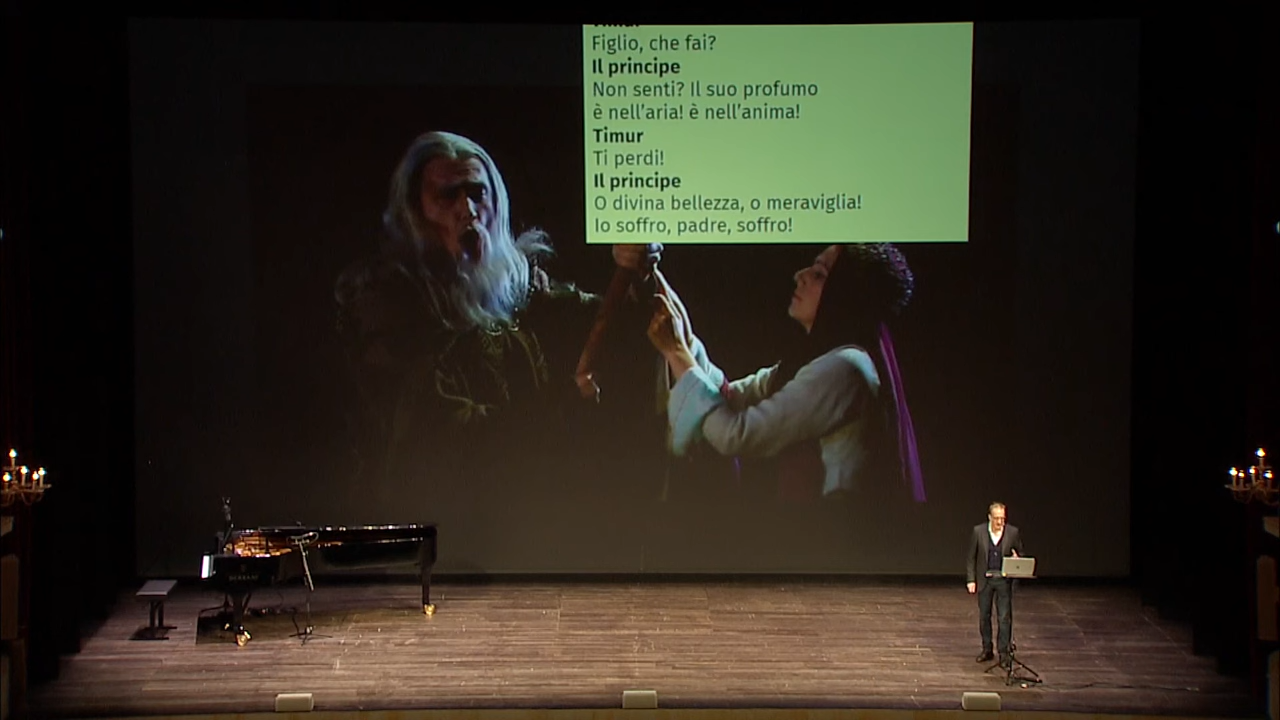 Timur
Figlio, che fai?
Il principe
Non senti? Il suo profumo
è nell'aria! è nell'anima!
Timur
Ti perdi!
Il principe
O divina bellezza, o meraviglia!
Io soffro, padre, soffro!